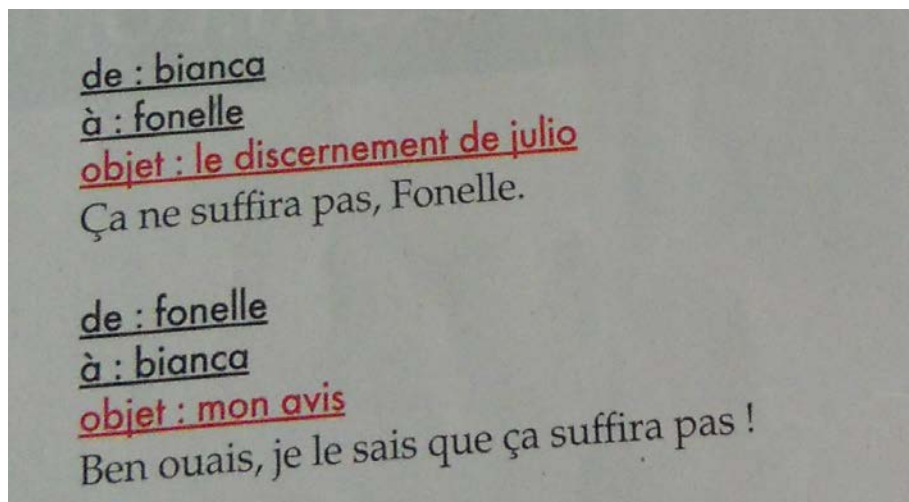 de : bianca
à : fonelle
objet : le discernement de julio
Ça ne suffira pas, Fonelle.
de : fonelle
à : bianca
objet : mon avis
Ben ouais, je le sais que ça suffira pas !